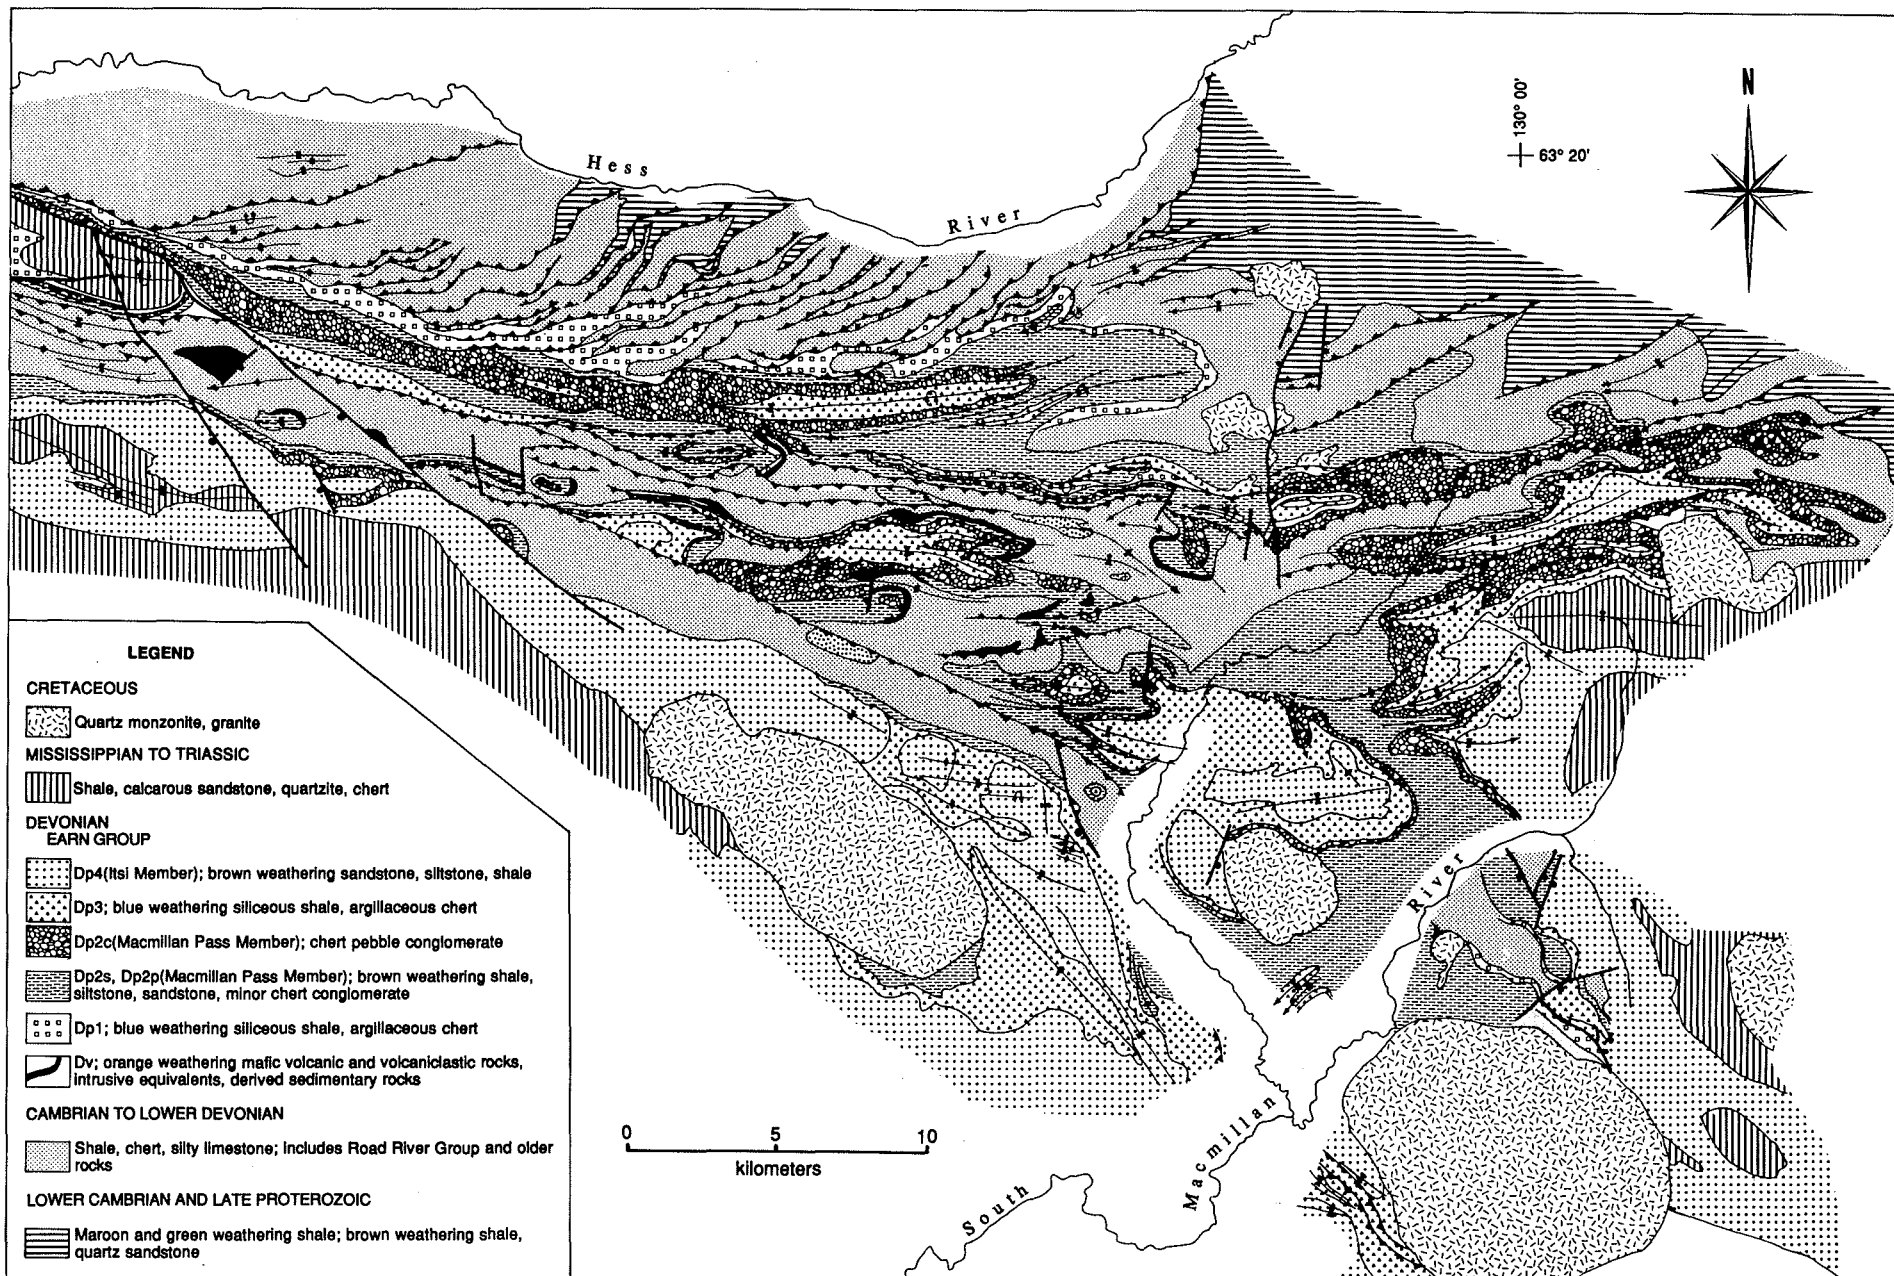 Hess
River
N
130° 00'
63° 20'
LEGEND
CRETACEOUS
Quartz monzonite, granite
MISSISSIPPIAN TO TRIASSIC
Shale, calcarous sandstone, quartzite, chert
DEVONIAN
EARN GROUP
Dp4(Itsi Member); brown weathering sandstone, siltstone, shale
Dp3; blue weathering siliceous shale, argillaceous chert
Dp2c(Macmillan Pass Member); chert pebble conglomerate
Dp2s, Dp2p(Macmillan Pass Member); brown weathering shale,
siltstone, sandstone, minor chert conglomerate
Dp1; blue weathering siliceous shale, argillaceous chert
Dv; orange weathering mafic volcanic and volcaniclastic rocks,
intrusive equivalents, derived sedimentary rocks
CAMBRIAN TO LOWER DEVONIAN
Shale, chert, silty limestone; includes Road River Group and older
rocks
LOWER CAMBRIAN AND LATE PROTEROZOIC
Maroon and green weathering shale; brown weathering shale,
quartz sandstone
0 5 10
kilometers
South
Macmillan
River